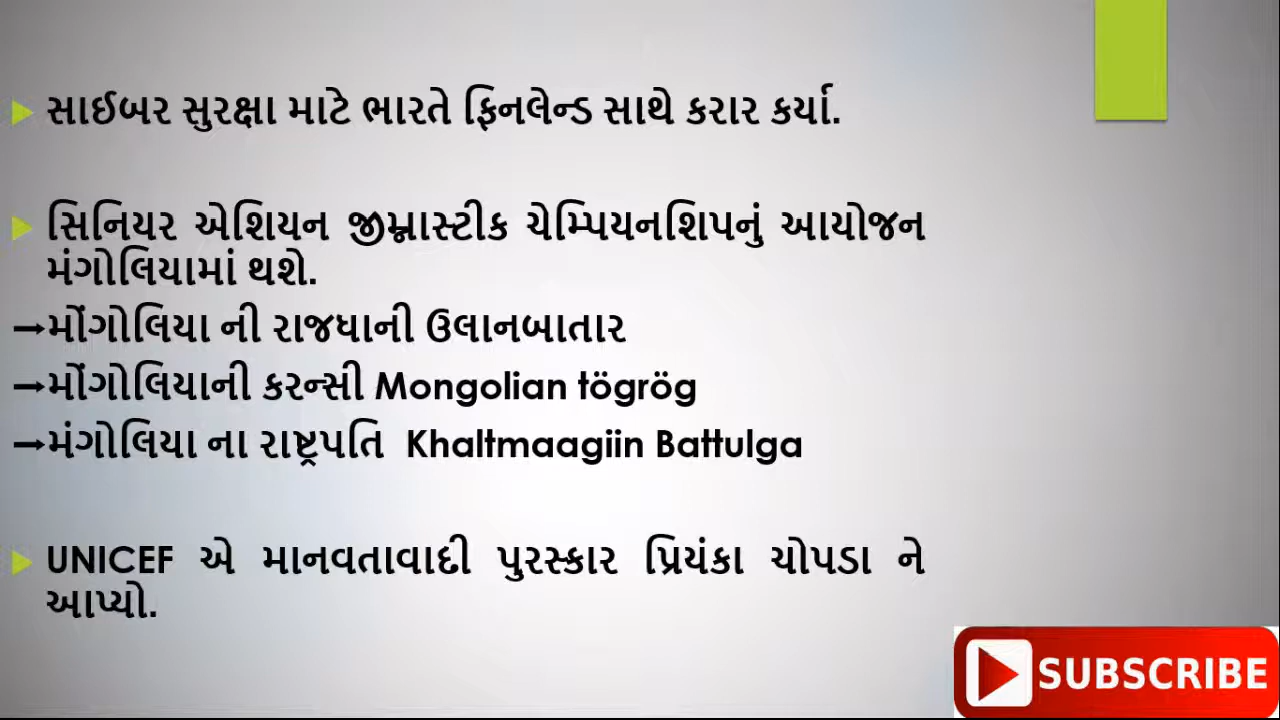 સાઈબર સુરક્ષા માટે ભારતે ફિનલેન્ડ સાથે કરાર કર્યા.
સિનિયર એશિયન જીમ્નાસ્ટીક ચેમ્પિયનશિપનું આયોજન
મંગોલિયામાં થશે.
→મોંગોલિયા ની રાજધાની ઉલાનબાતાર
→મોંગોલિયાની કરન્સી Mongolian tögrög
→મંગોલિયા ના રાષ્ટ્રપતિ Khaltmaagiin Battulga
UNICEF એ માનવતાવાદી પુરસ્કાર પ્રિયંકા ચોપડા ને
આપ્યો.
SUBSCRIBE